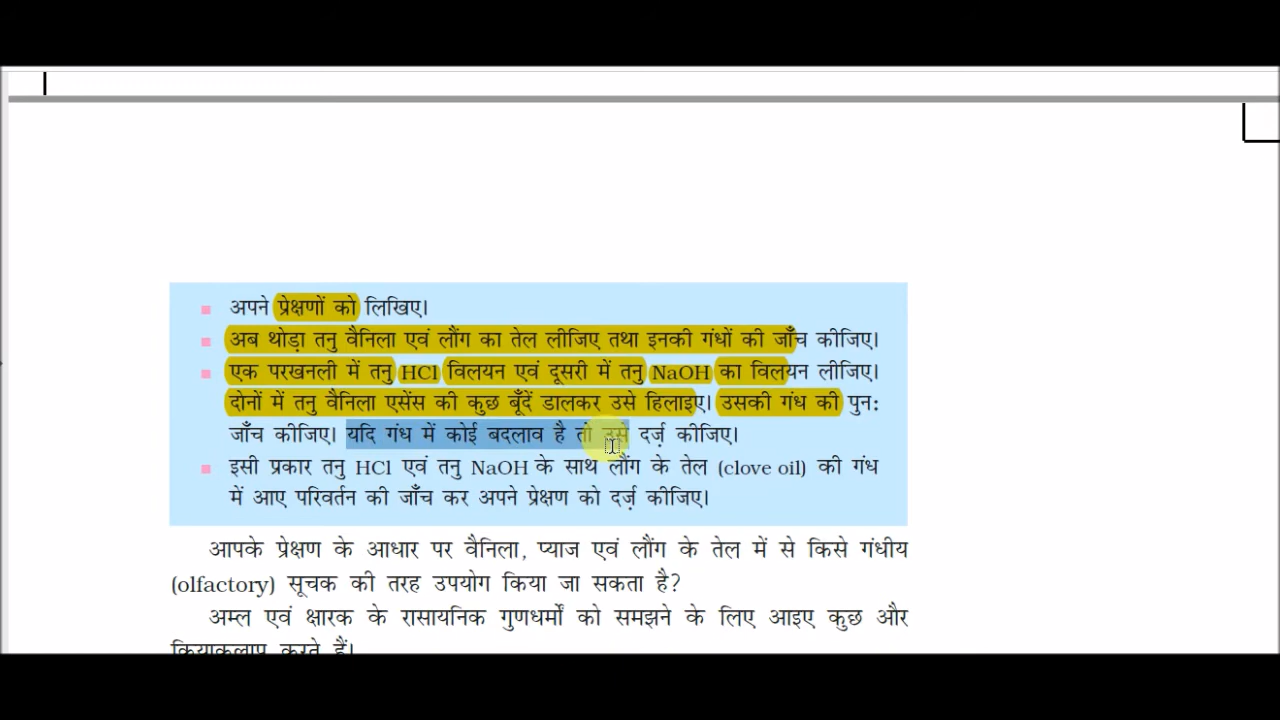 अपने प्रेक्षणों को लिखिए।
अब थोड़ा तनु वैनिला एवं लौंग का तेल लीजिए तथा इनकी गंधों की जाँच कीजिए।
एक परखनली में तनु HCl विलयन एवं दूसरी में तनु NaOH का विलयन लीजिए।
दोनों में तनु वैनिला एसेंस की कुछ बूँदें डालकर उसे हिलाइए। उसकी गंध की पुन:
जाँच कीजिए। यदि गंध में कोई बदलाव है तो उसे दर्ज़ कीजिए।
इसी प्रकार तनु HCl एवं तनु NaOH के साथ लौंग के तेल (clove oil) की गंध
में आए परिवर्तन की जाँच कर अपने प्रेक्षण को दर्ज़ कीजिए।
आपके प्रेक्षण के आधार पर वैनिला, प्याज एवं लौंग के तेल में से किसे गंधीय
(olfactory) सूचक की तरह उपयोग किया जा सकता है?
अम्ल एवं क्षारक के रासायनिक गुणधर्मों को समझने के लिए आइए कुछ और
क्रियाकलाप करते हैं।